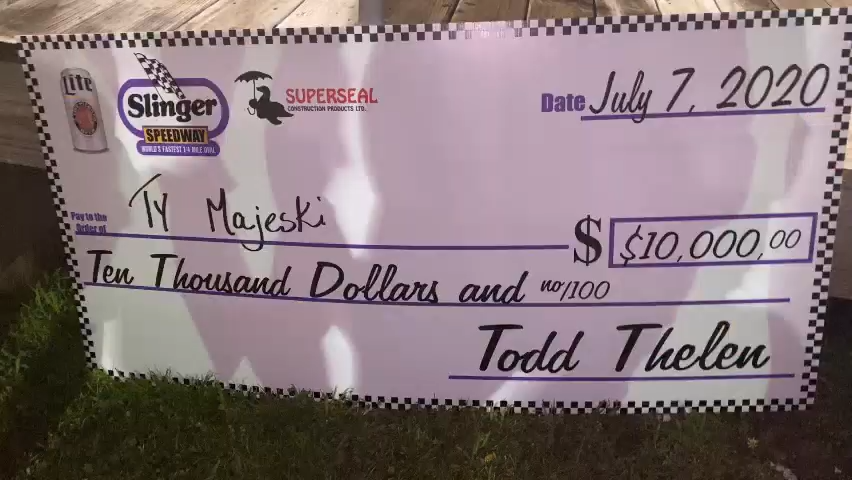 Lite
Slinger
SPEEDWAY
WORLD'S FASTEST 1/4 MILE OVAL
SUPERSEAL
CONSTRUCTION PRODUCTS LTD.
Date July 7, 2020
Pay to the
Order of
Ty Majeski
$ $10,000,00
Ten Thousand Dollars and no/100
Todd Thelen